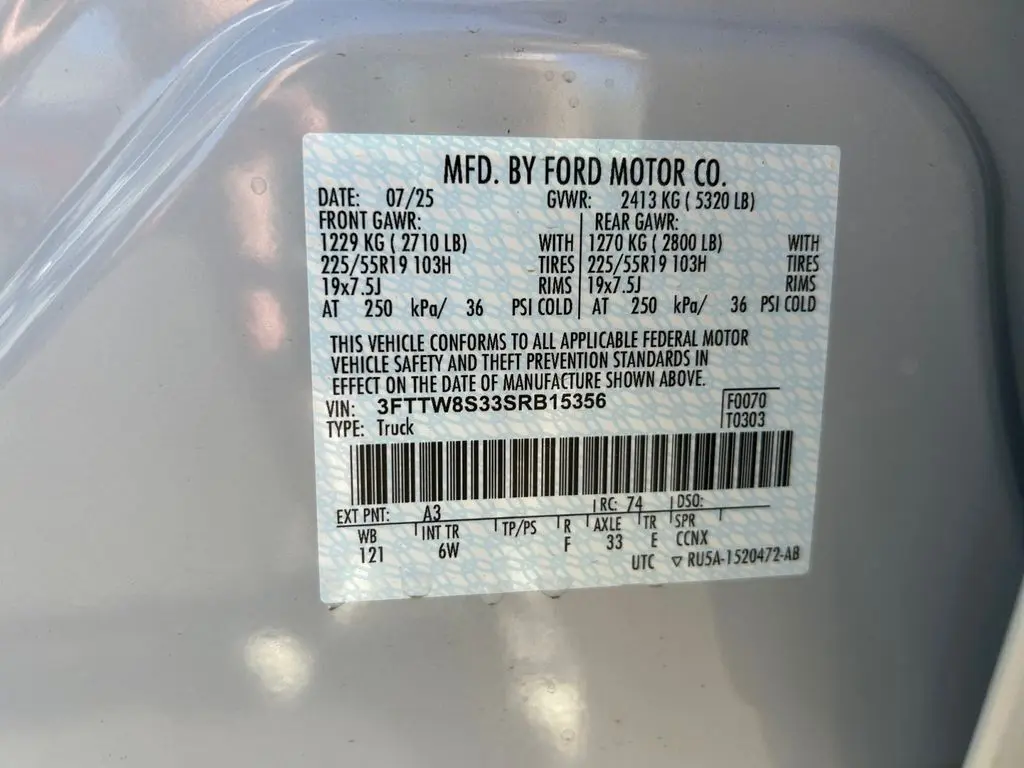 MFD. BY FORD MOTOR CO.
DATE: 07/25 GVWR: 2413 KG ( 5320 LB)
FRONT GAWR: REAR GAWR:
1229 KG ( 2710 LB) WITH 1270 KG ( 2800 LB) WITH
225/55R19 103H TIRES 225/55R19 103H TIRES
19x7.5J RIMS 19x7.5J RIMS
AT 250 kPa/ 36 PSI COLD AT 250 kPa/ 36 PSI COLD
THIS VEHICLE CONFORMS TO ALL APPLICABLE FEDERAL MOTOR
VEHICLE SAFETY AND THEFT PREVENTION STANDARDS IN
EFFECT ON THE DATE OF MANUFACTURE SHOWN ABOVE.
VIN: 3FTTW8S33SRB15356 F0070
TYPE: Truck T0303
EXT PNT: A3 RC: 74 DSO:
WB INT TR TP/PS R AXLE TR SPR
121 6W F 33 E CCNX
UTC ▽ RU5A-1520472-AB